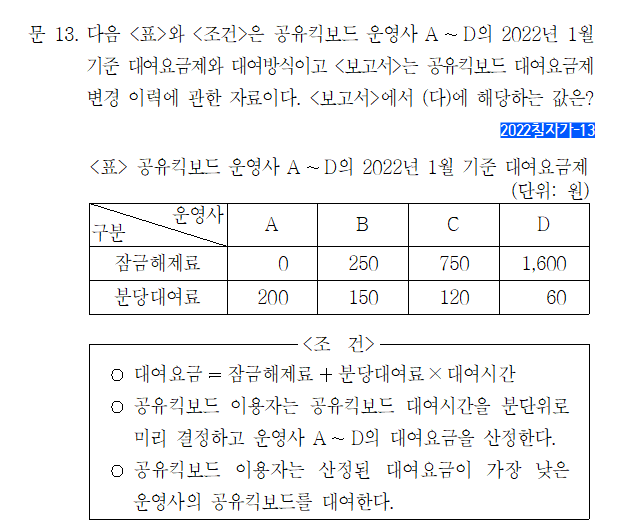 문 13. 다음 <표>와 <조건>은 공유킥보드 운영사 A ~ D의 2022년 1월
기준 대여요금제와 대여방식이고 <보고서>는 공유킥보드 대여요금제
변경 이력에 관한 자료이다. <보고서>에서 (다)에 해당하는 값은?
2022침자가-13
<표> 공유킥보드 운영사 A ~ D의 2022년 1월 기준 대여요금제
(단위: 원)
운영사 A B C D
구분
잠금해제료 0 250 750 1,600
분당대여료 200 150 120 60
<조 건>
○ 대여요금 = 잠금해제료 + 분당대여료 × 대여시간
○ 공유킥보드 이용자는 공유킥보드 대여시간을 분단위로
미리 결정하고 운영사 A ~ D의 대여요금을 산정한다.
○ 공유킥보드 이용자는 산정된 대여요금이 가장 낮은
운영사의 공유킥보드를 대여한다.